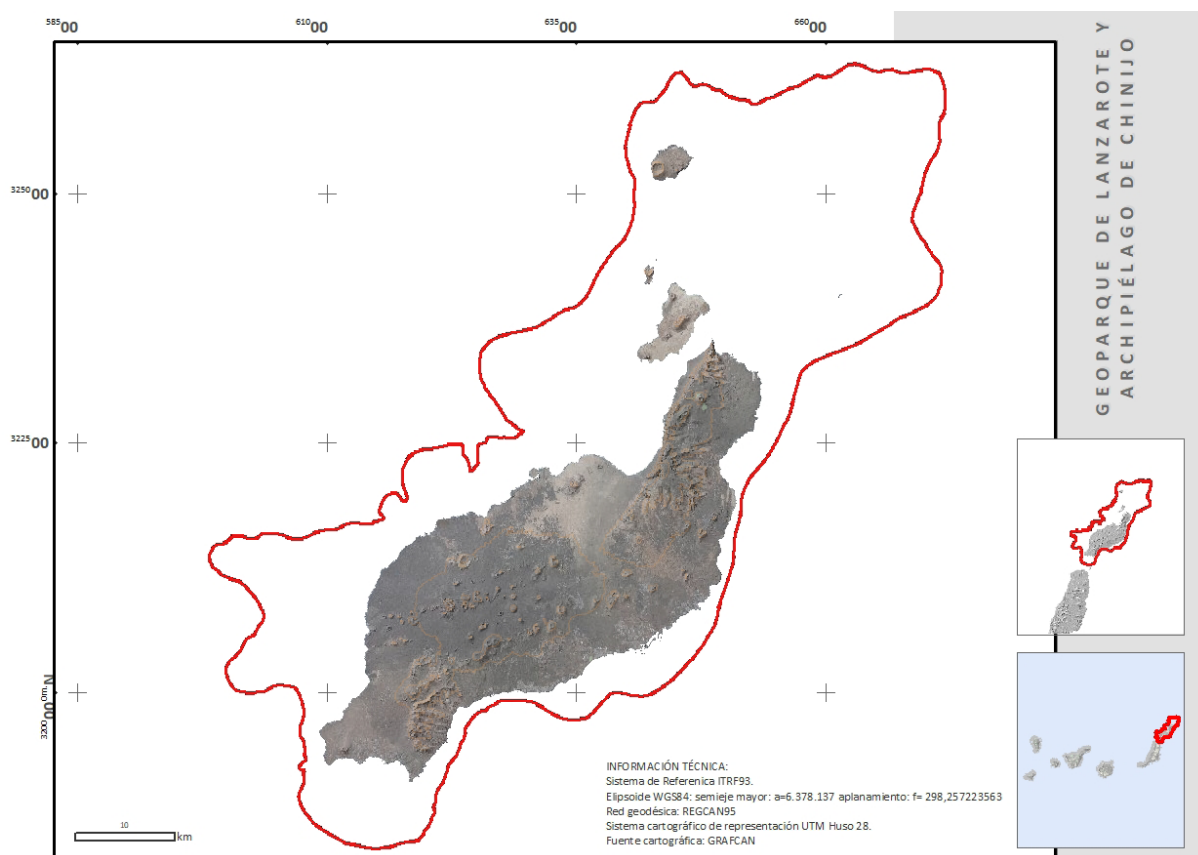 58500 61000 63500 66000
GEOPARQUE DE LANZAROTE Y
ARCHIPIÉLAGO DE CHINIJO
325000
322500
320000m. N
INFORMACIÓN TÉCNICA:
Sistema de Referenica ITRF93.
Elipsoide WGS84: semieje mayor: a=6.378.137 aplanamiento: f= 298,257223563
Red geodésica: REGCAN95
Sistema cartográfico de representación UTM Huso 28.
Fuente cartográfica: GRAFCAN
10
km